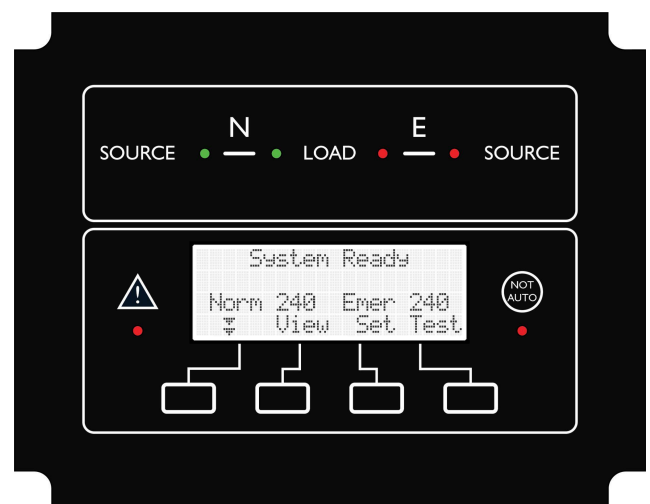 N E
SOURCE LOAD SOURCE
System Ready
NOT
AUTO
Norm 240 Emer 240
View Set Test